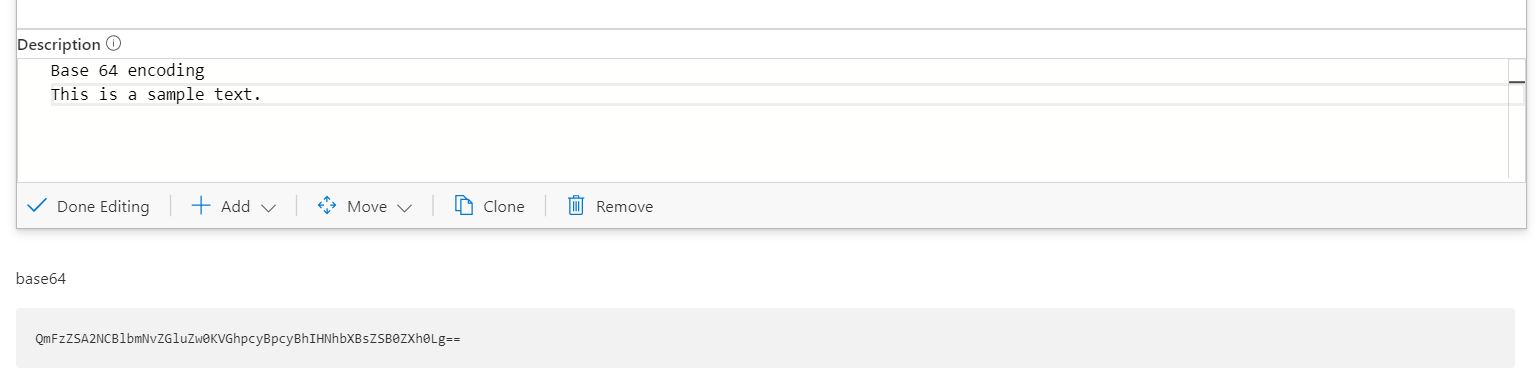 Description
Base 64 encoding
This is a sample text.
Done Editing Add Move Clone Remove
base64
QmFzZSA2NCBlbmNvZGluZw0KVGhpcyBpcyBhIHNhbXBsZSB0ZXh0Lg==